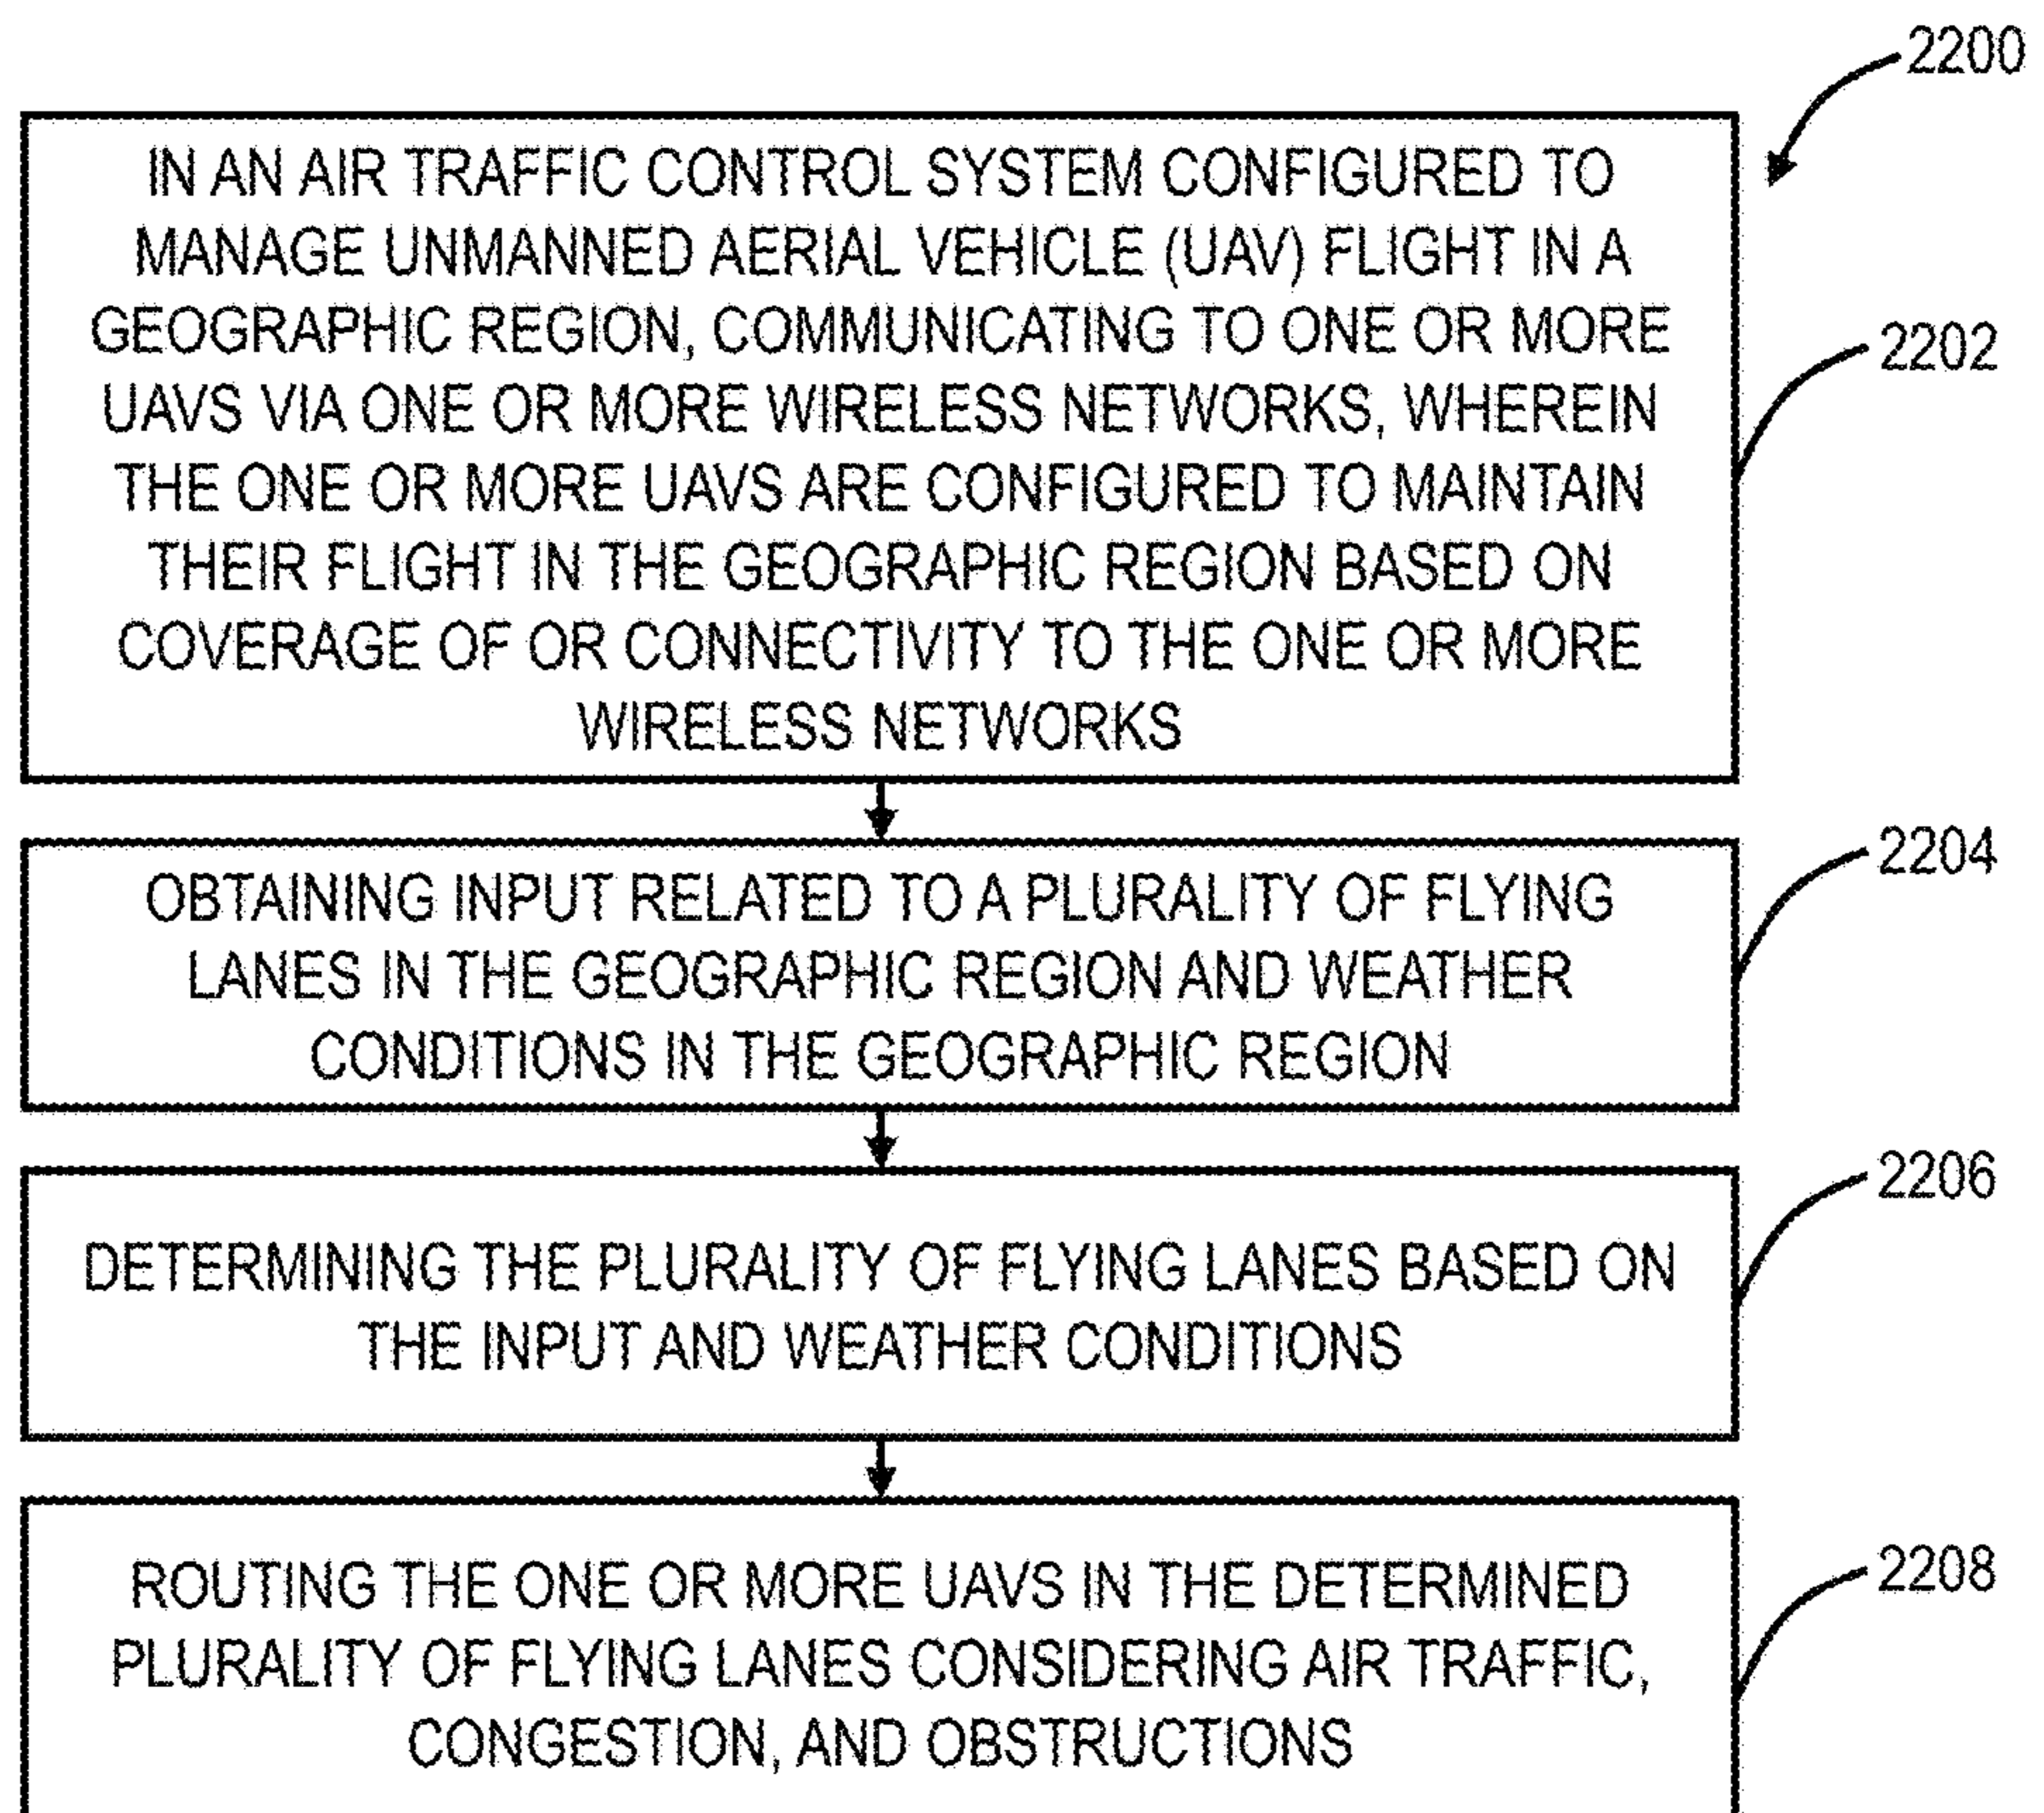 2200
IN AN AIR TRAFFIC CONTROL SYSTEM CONFIGURED TO
MANAGE UNMANNED AERIAL VEHICLE (UAV) FLIGHT IN A
GEOGRAPHIC REGION, COMMUNICATING TO ONE OR MORE
UAVS VIA ONE OR MORE WIRELESS NETWORKS, WHEREIN
THE ONE OR MORE UAVS ARE CONFIGURED TO MAINTAIN
THEIR FLIGHT IN THE GEOGRAPHIC REGION BASED ON
COVERAGE OF OR CONNECTIVITY TO THE ONE OR MORE
WIRELESS NETWORKS
2202
OBTAINING INPUT RELATED TO A PLURALITY OF FLYING
LANES IN THE GEOGRAPHIC REGION AND WEATHER
CONDITIONS IN THE GEOGRAPHIC REGION
2204
DETERMINING THE PLURALITY OF FLYING LANES BASED ON
THE INPUT AND WEATHER CONDITIONS
2206
ROUTING THE ONE OR MORE UAVS IN THE DETERMINED
PLURALITY OF FLYING LANES CONSIDERING AIR TRAFFIC,
CONGESTION, AND OBSTRUCTIONS
2208